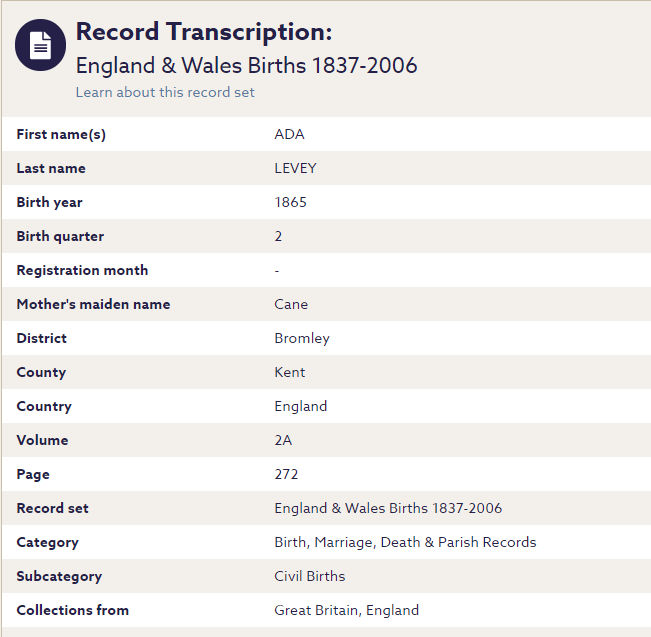 Record Transcription:
England & Wales Births 1837-2006
Learn about this record set
First name(s) ADA
Last name LEVEY
Birth year 1865
Birth quarter 2
Registration month -
Mother's maiden name Cane
District Bromley
County Kent
Country England
Volume 2A
Page 272
Record set England & Wales Births 1837-2006
Category Birth, Marriage, Death & Parish Records
Subcategory Civil Births
Collections from Great Britain, England